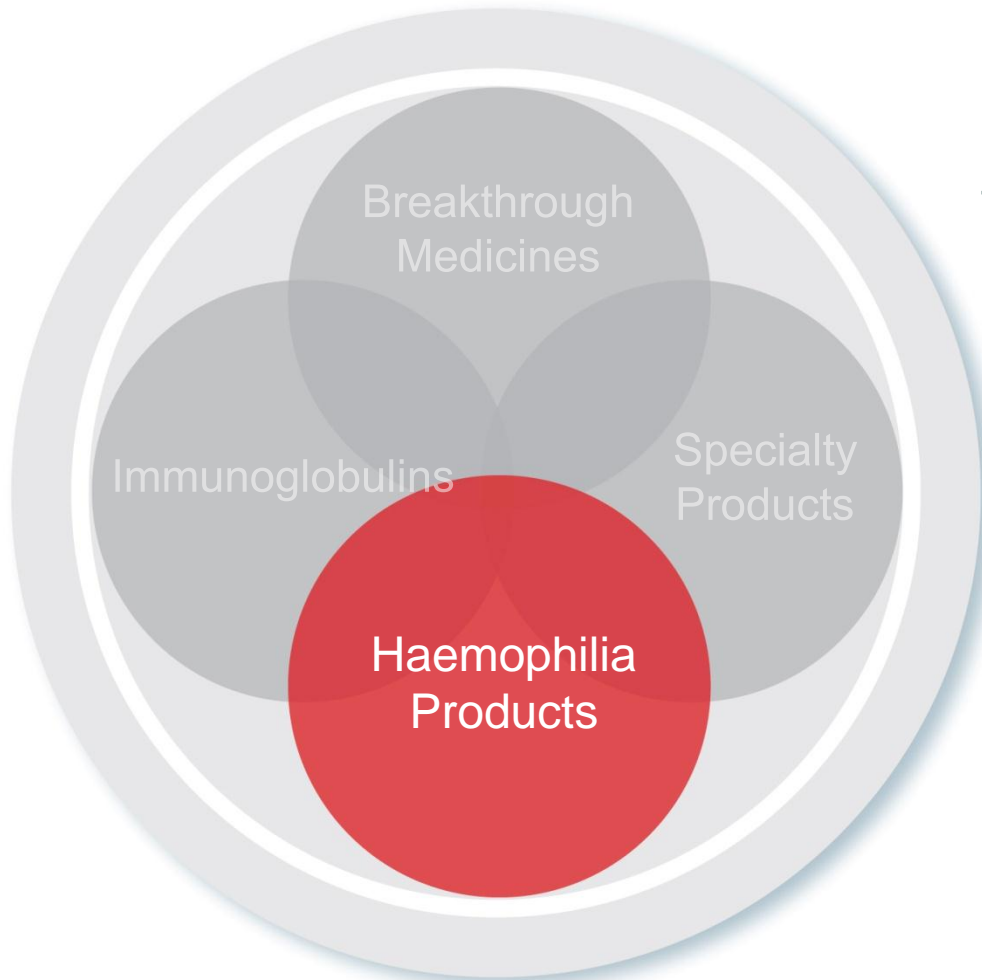 Breakthrough
Medicines
Immunoglobulins
Specialty
Products
Haemophilia
Products